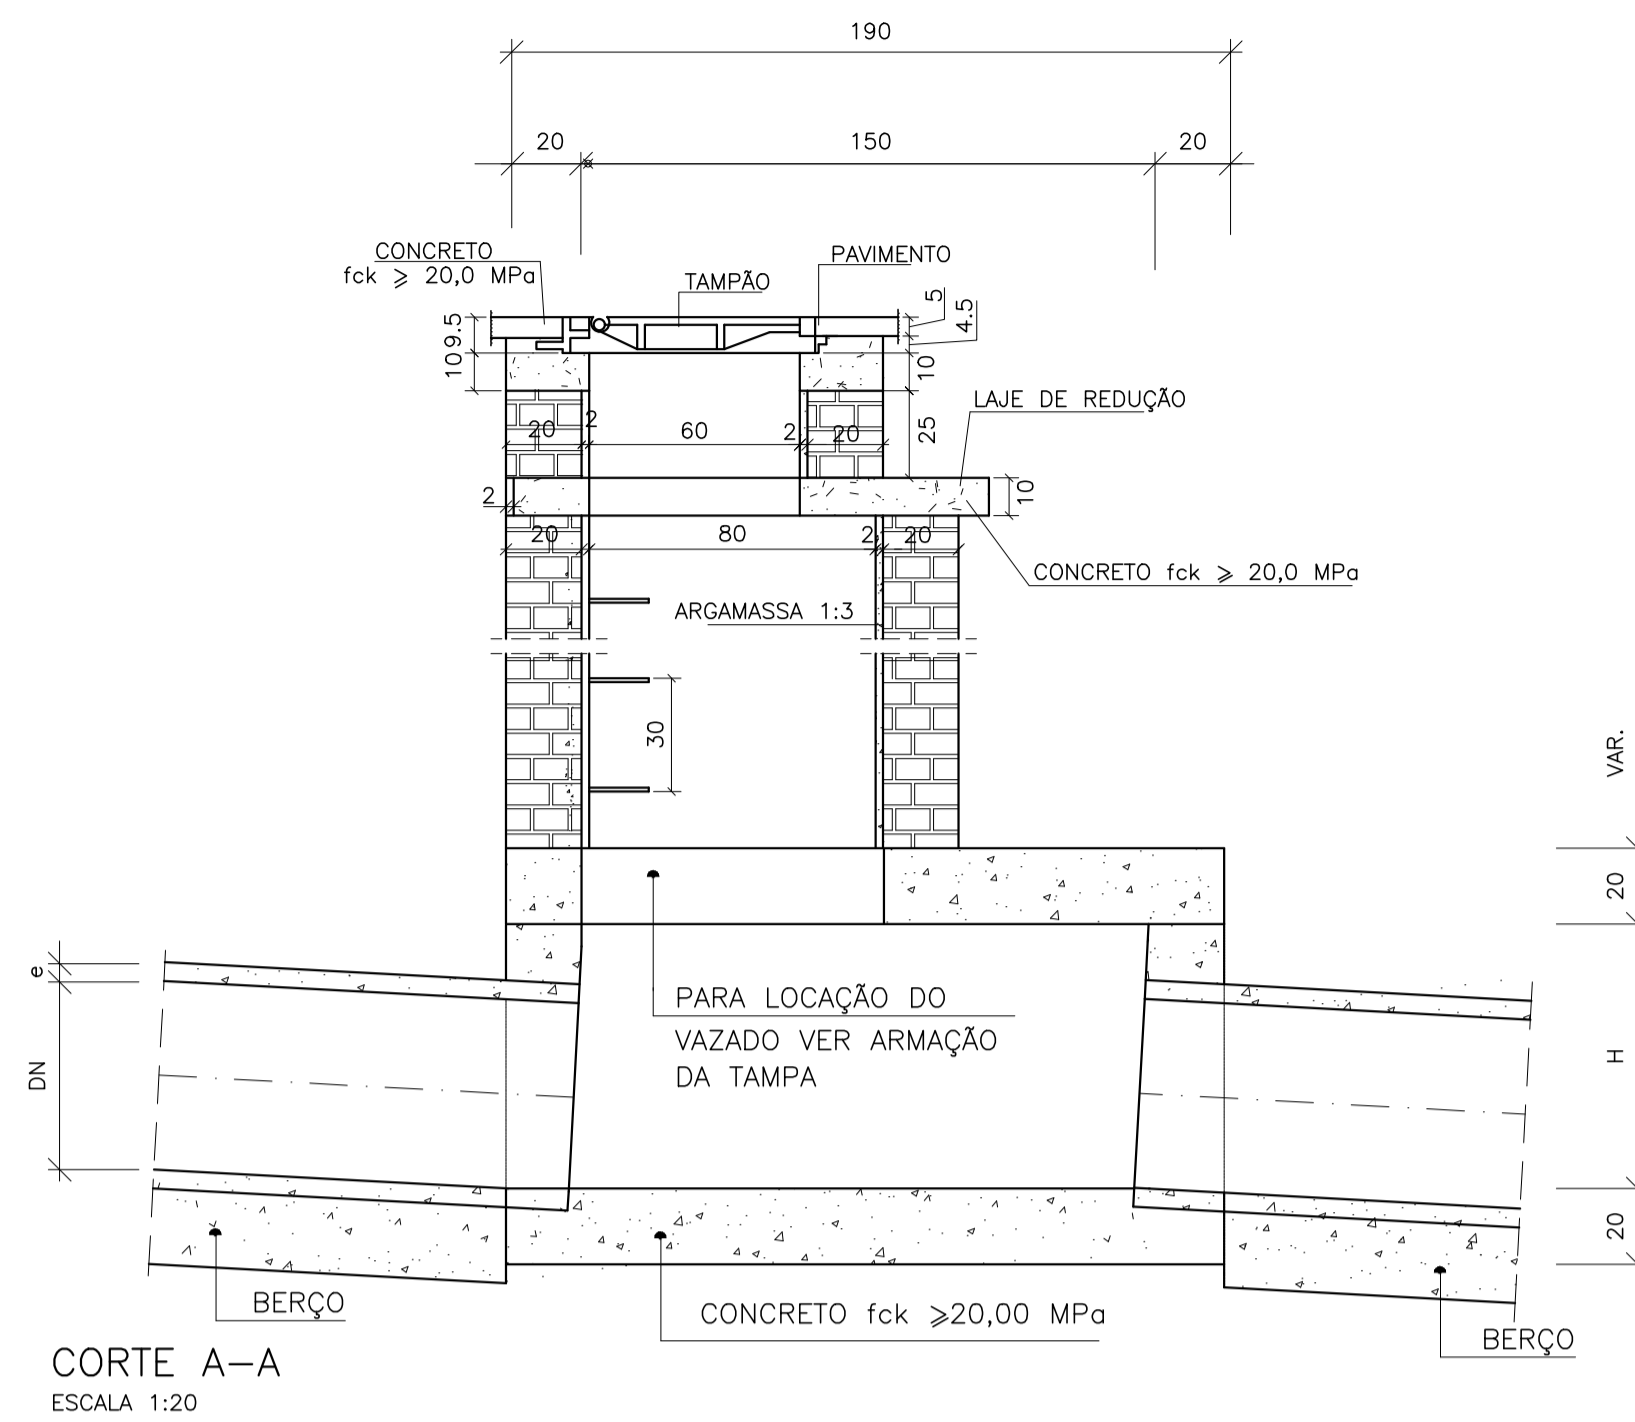 190
20
150
20
CONCRETO
fck ⩾ 20,0 MPa
TAMPÃO
PAVIMENTO
5
4.5
9.5
10
10
25
LAJE DE REDUÇÃO
20
2
60
2
20
2
10
20
80
2
20
CONCRETO fck ⩾ 20,0 MPa
ARGAMASSA 1:3
30
VAR.
20
e
PARA LOCAÇÃO DO
VAZADO VER ARMAÇÃO
DA TAMPA
DN
H
20
BERÇO
CONCRETO fck ⩾20,00 MPa
BERÇO
CORTE A–A
ESCALA 1:20